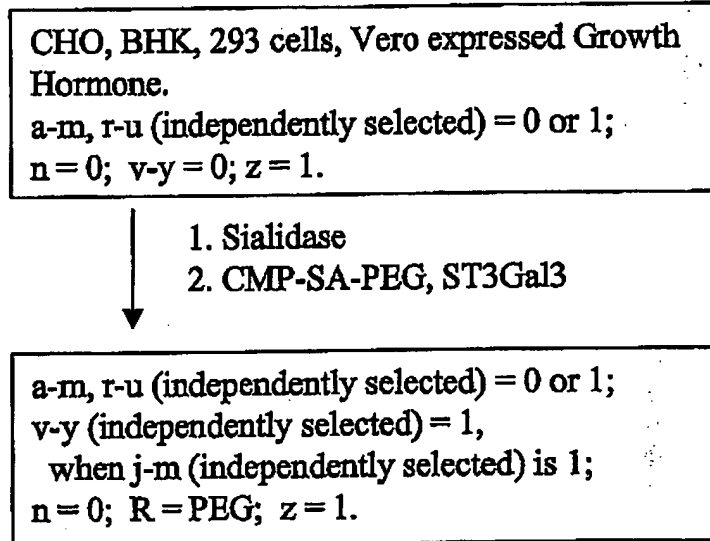 CHO, BHK, 293 cells, Vero expressed Growth
Hormone.
a-m, r-u (independently selected) = 0 or 1;
n = 0; v-y = 0; z = 1.
1. Sialidase
2. CMP-SA-PEG, ST3Gal3
a-m, r-u (independently selected) = 0 or 1;
v-y (independently selected) = 1,
when j-m (independently selected) is 1;
n = 0; R = PEG; z = 1.